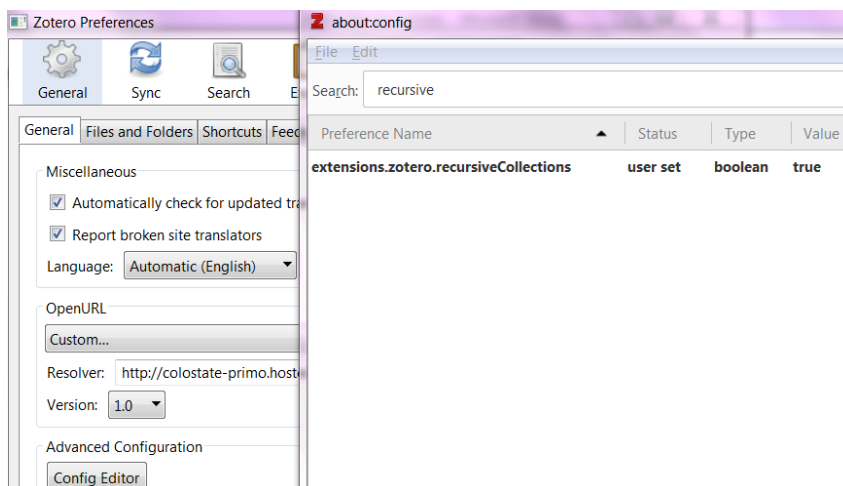 Zotero Preferences
General
Sync
Search
General
Files and Folders
Shortcuts
Miscellaneous
Automatically check for updated
Report broken site translators
Language:
Automatic (English)
OpenURL
Custom...
Resolver:
http://colostate-primo.hoste
Version:
1.0
Advanced Configuration
Config Editor
Z about:config
File Edit
Search:
recursive
Preference Name
Status
Type
Value
extensions.zotero.recursiveCollections
user set
boolean
true